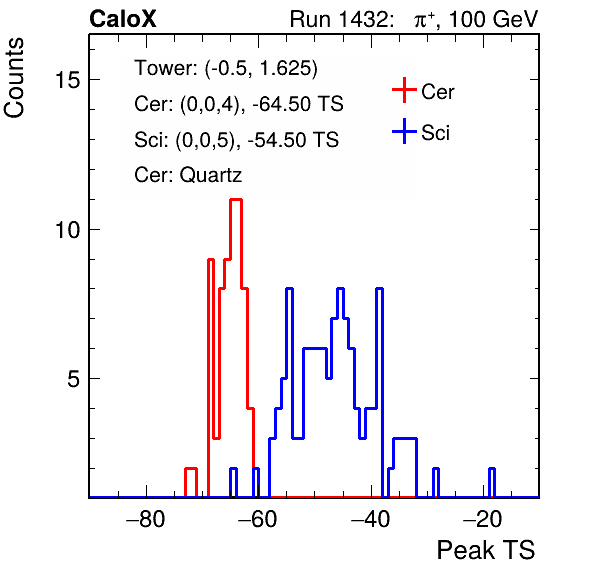 CaloX Run 1432: π⁺, 100 GeV
Counts
Tower: (-0.5, 1.625)
Cer: (0,0,4), -64.50 TS
Sci: (0,0,5), -54.50 TS
Cer: Quartz
Cer
Sci
15
10
5
−80 −60 −40 −20
Peak TS